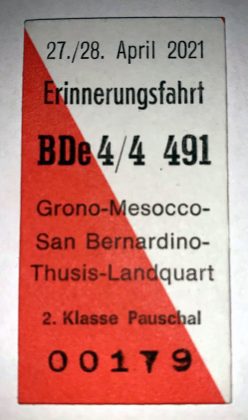 27./28. April 2021
Erinnerungsfahrt
BDe 4/4 491
Grono-Mesocco-
San Bernardino-
Thusis-Landquart
2. Klasse Pauschal
00179